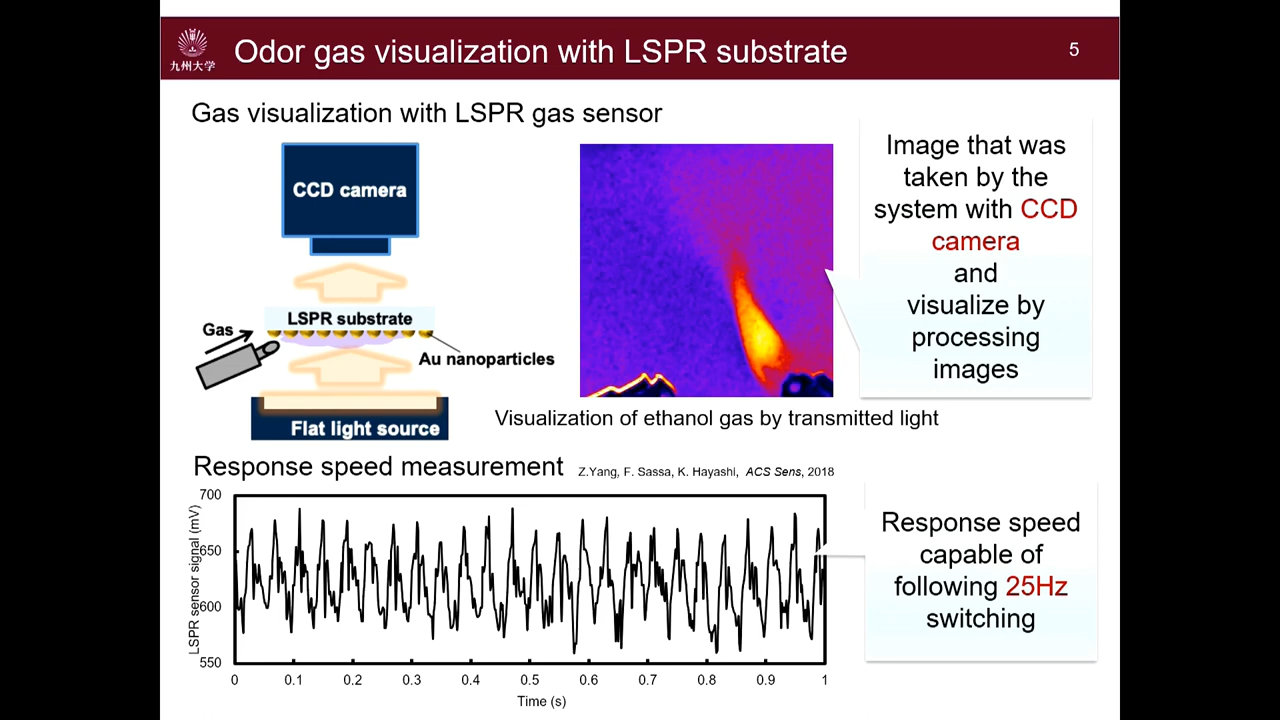 九州大学
Odor gas visualization with LSPR substrate
5
Gas visualization with LSPR gas sensor
CCD camera
LSPR substrate
Gas
Au nanoparticles
Flat light source
Visualization of ethanol gas by transmitted light
Image that was
taken by the
system with CCD
camera
and
visualize by
processing
images
Response speed measurement
Z.Yang, F. Sassa, K. Hayashi, ACS Sens, 2018
LSPR sensor signal (mV)
700
650
600
550
0 0.1 0.2 0.3 0.4 0.5 0.6 0.7 0.8 0.9 1
Time (s)
Response speed
capable of
following 25Hz
switching